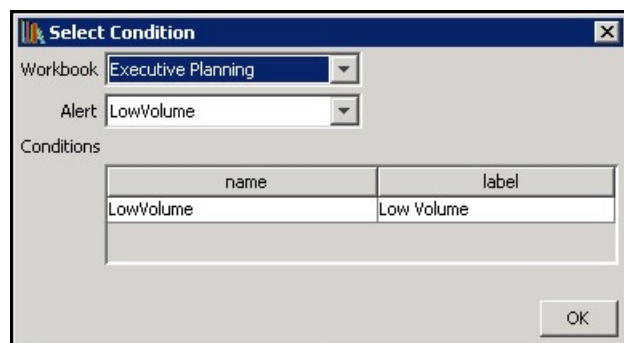 Select Condition
Workbook Executive Planning
Alert LowVolume
Conditions
name label
LowVolume Low Volume
OK